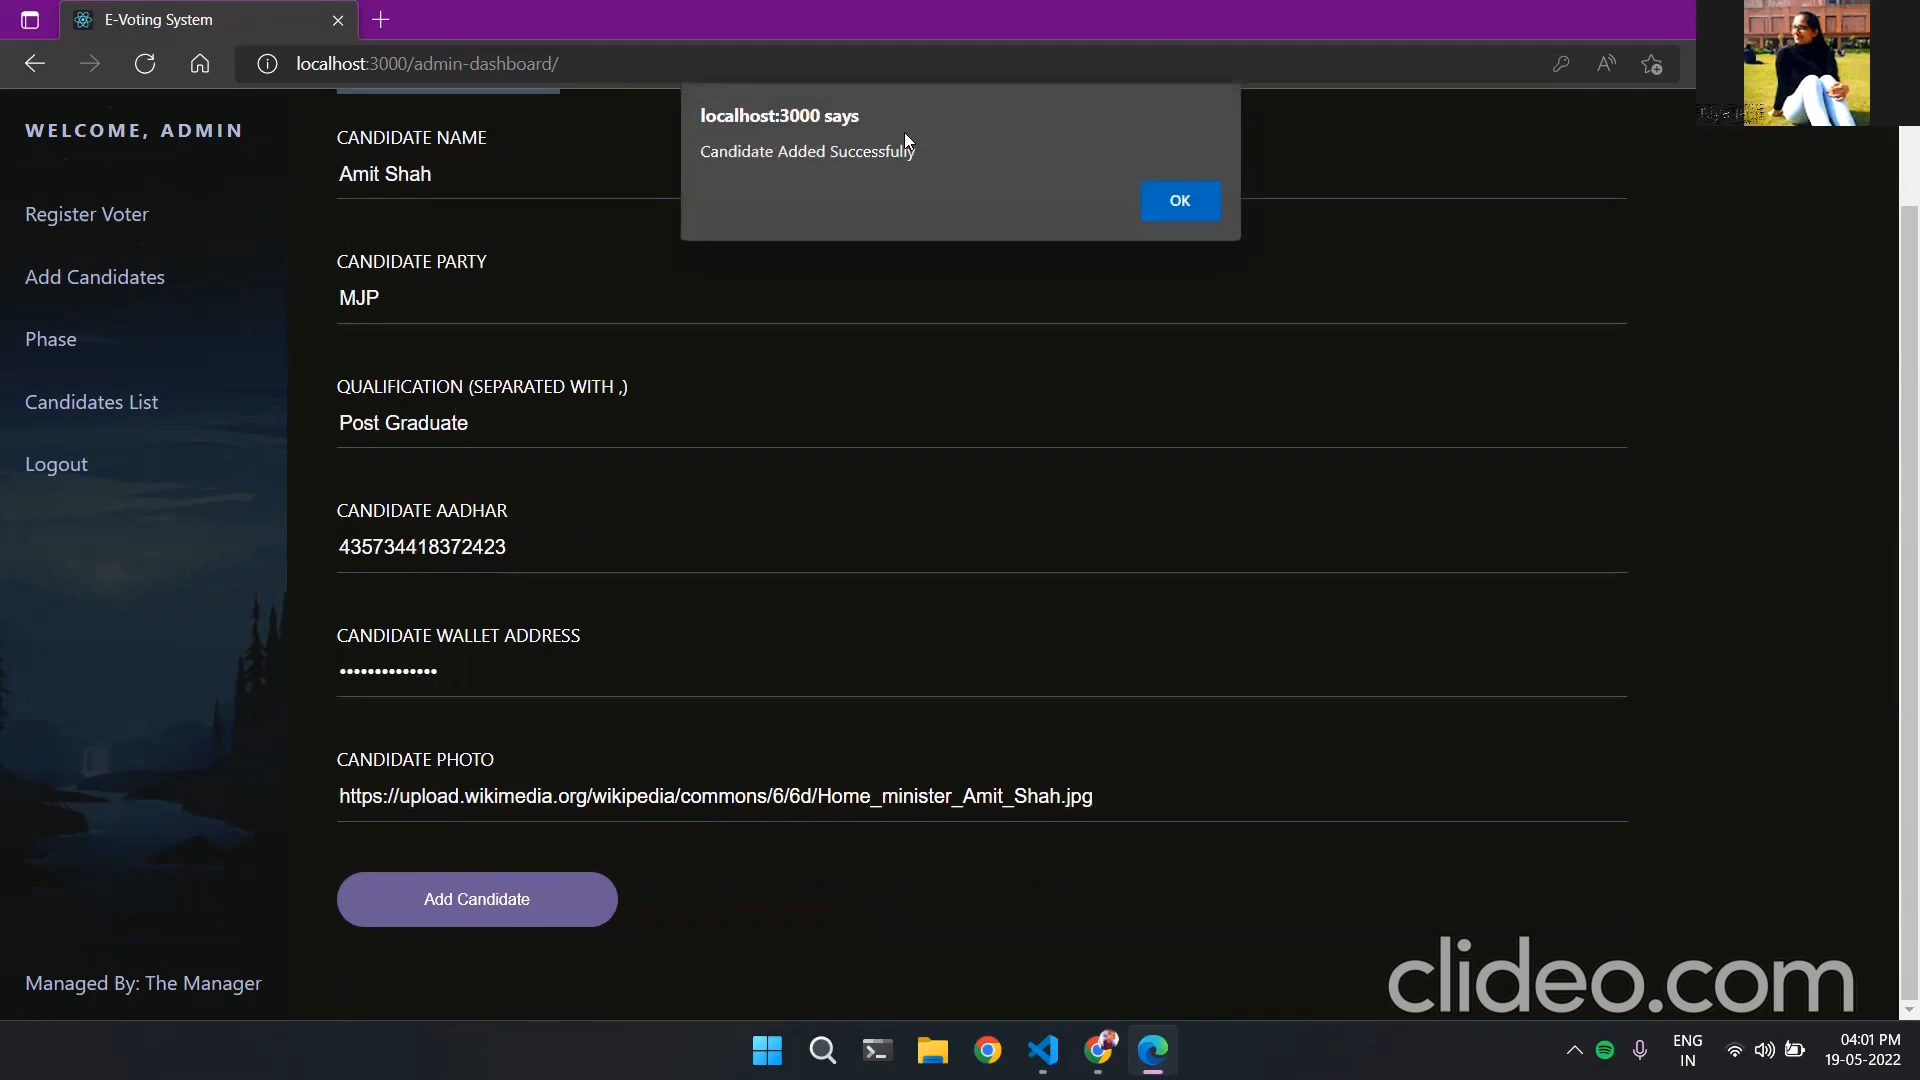 E-Voting System
localhost:3000/admin-dashboard/
WELCOME, ADMIN
Register Voter
Add Candidates
Phase
Candidates List
Logout
Managed By: The Manager
localhost:3000 says
Candidate Added Successfully
OK
CANDIDATE NAME
Amit Shah
CANDIDATE PARTY
MJP
QUALIFICATION (SEPARATED WITH ,)
Post Graduate
CANDIDATE AADHAR
435734418372423
CANDIDATE WALLET ADDRESS
••••••••••••••
CANDIDATE PHOTO
https://upload.wikimedia.org/wikipedia/commons/6/6d/Home_minister_Amit_Shah.jpg
Add Candidate
clideo.com
ENG
IN
04:01 PM
19-05-2022